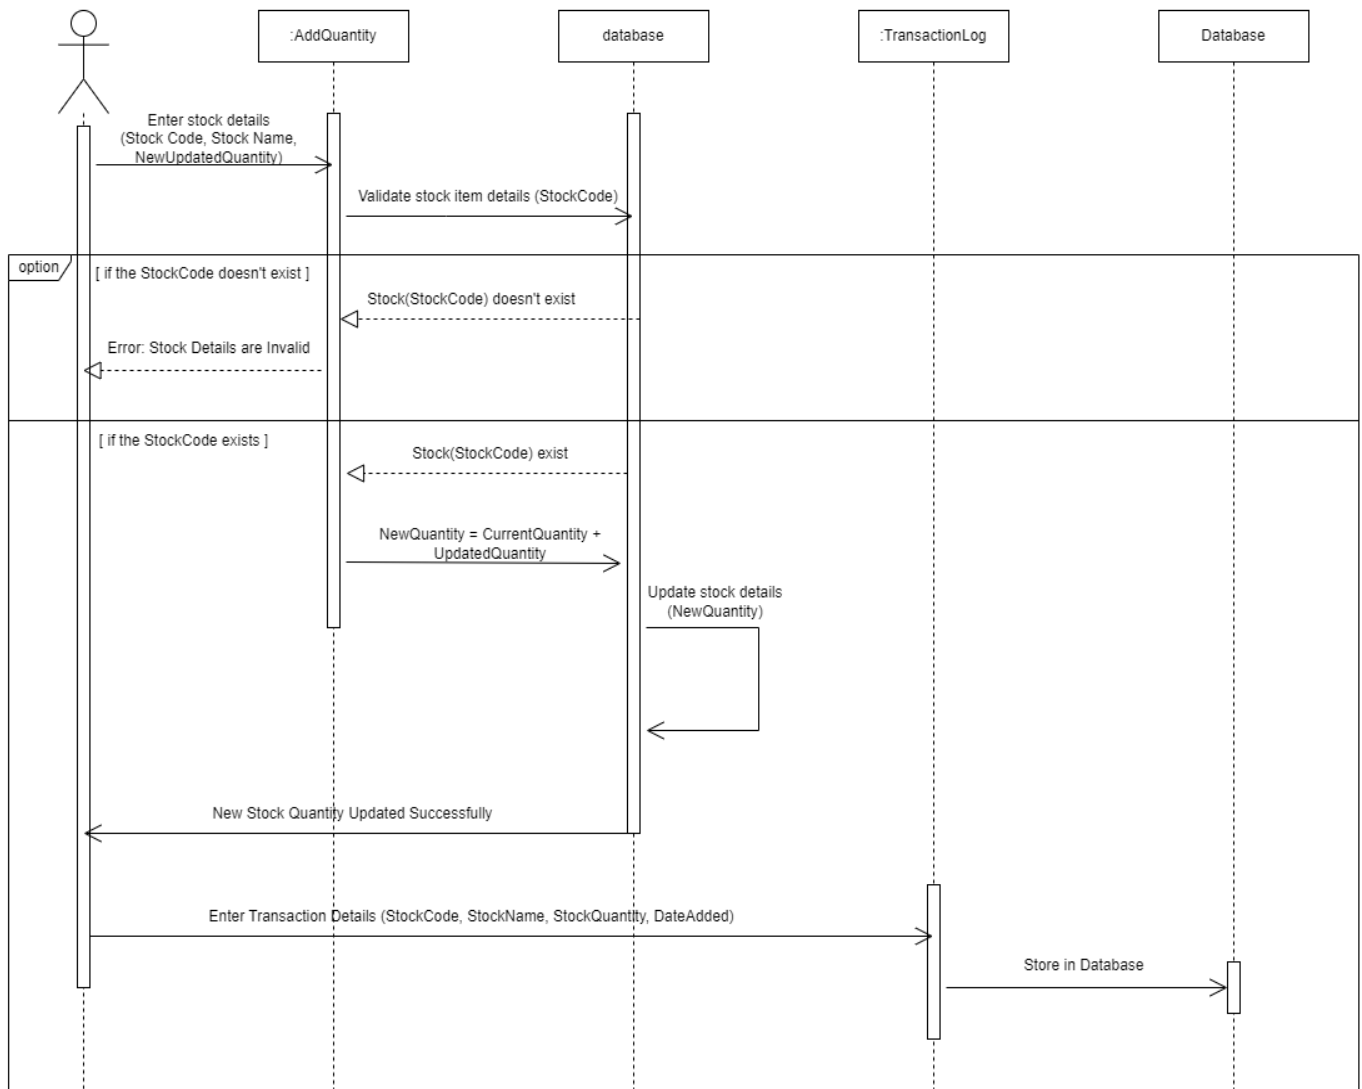 :AddQuantity
database
:TransactionLog
Database
Enter stock details
(Stock Code, Stock Name,
NewUpdatedQuantity)
Validate stock item details (StockCode)
option
[ if the StockCode doesn't exist ]
Stock(StockCode) doesn't exist
Error: Stock Details are Invalid
[ if the StockCode exists ]
Stock(StockCode) exist
NewQuantity = CurrentQuantity +
UpdatedQuantity
Update stock details
(NewQuantity)
New Stock Quantity Updated Successfully
Enter Transaction Details (StockCode, StockName, StockQuantity, DateAdded)
Store in Database